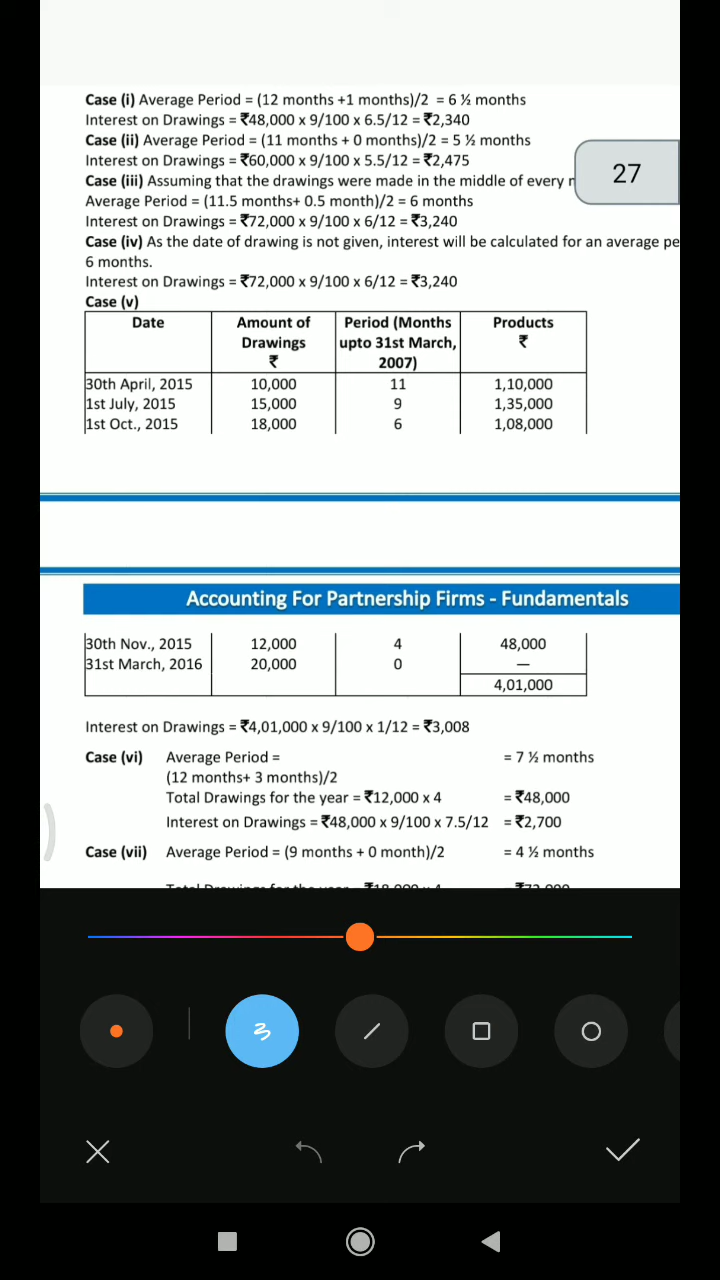 Case (i) Average Period = (12 months +1 months)/2 = 6 ½ months
Interest on Drawings = ₹48,000 x 9/100 x 6.5/12 = ₹2,340
Case (ii) Average Period = (11 months + 0 months)/2 = 5 ½ months
Interest on Drawings = ₹60,000 x 9/100 x 5.5/12 = ₹2,475
27
Case (iii) Assuming that the drawings were made in the middle of every
Average Period = (11.5 months+ 0.5 month)/2 = 6 months
Interest on Drawings = ₹72,000 x 9/100 x 6/12 = ₹3,240
Case (iv) As the date of drawing is not given, interest will be calculated for an average pe
6 months.
Interest on Drawings = ₹72,000 x 9/100 x 6/12 = ₹3,240
Case (v)
Date Amount of Period (Months Products
Drawings upto 31st March, ₹
₹ 2007)
30th April, 2015 10,000 11 1,10,000
1st July, 2015 15,000 9 1,35,000
1st Oct., 2015 18,000 6 1,08,000
Accounting For Partnership Firms - Fundamentals
30th Nov., 2015 12,000 4 48,000
31st March, 2016 20,000 0 —
4,01,000
Interest on Drawings = ₹4,01,000 x 9/100 x 1/12 = ₹3,008
Case (vi) Average Period = = 7 ½ months
(12 months+ 3 months)/2
Total Drawings for the year = ₹12,000 x 4 = ₹48,000
Interest on Drawings = ₹48,000 x 9/100 x 7.5/12 = ₹2,700
Case (vii) Average Period = (9 months + 0 month)/2 = 4 ½ months